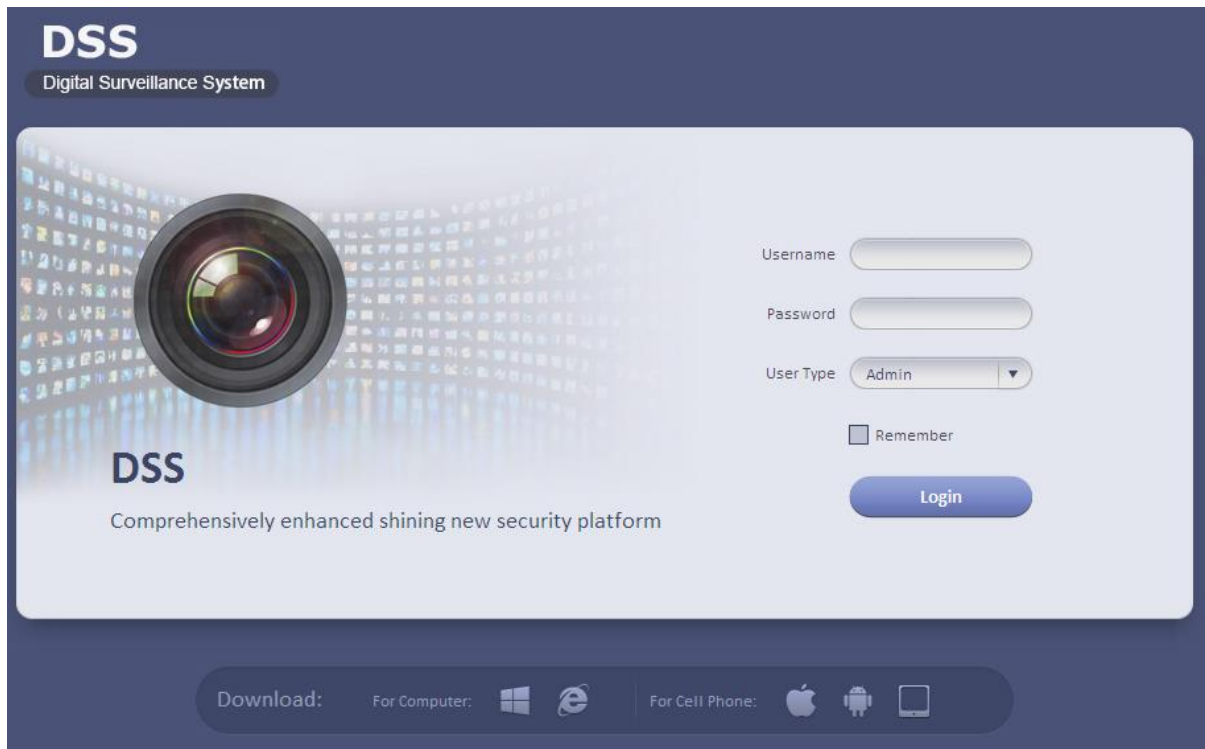 DSS
Digital Surveillance System
Username
Password
User Type Admin
Remember
Login
DSS
Comprehensively enhanced shining new security platform
Download: For Computer: For Cell Phone: